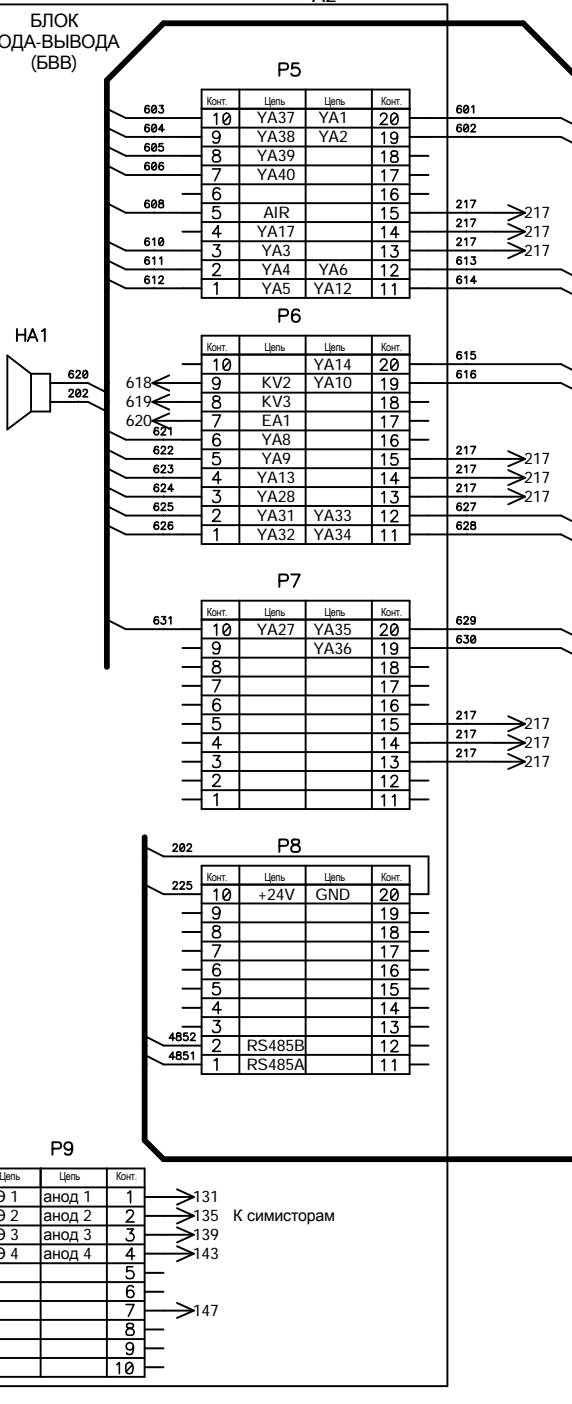 БЛОК
ОДА-ВЫВОДА
(БВВ)
P5
Конт. Цепь Цепь Конт.
603 10 YA37 YA1 20 601
604 9 YA38 YA2 19 602
605 8 YA39 18
606 7 YA40 17
6 16
608 5 AIR 15 217 217
4 YA17 14 217 217
610 3 YA3 13 217 217
611 2 YA4 YA6 12 613
612 1 YA5 YA12 11 614
HA1
620
202
P6
Конт. Цепь Цепь Конт.
10 YA14 20 615
618 9 KV2 YA10 19 616
619 8 KV3 18
620 7 EA1 17
621 6 YA8 16
622 5 YA9 15 217 217
623 4 YA13 14 217 217
624 3 YA28 13 217 217
625 2 YA31 YA33 12 627
626 1 YA32 YA34 11 628
P7
Конт. Цепь Цепь Конт.
631 10 YA27 YA35 20 629
9 YA36 19 630
8 18
7 17
6 16
5 15 217 217
4 14 217 217
3 13 217 217
2 12
1 11
P8
202
Конт. Цепь Цепь Конт.
225 10 +24V GND 20
9 19
8 18
7 17
6 16
5 15
4 14
3 13
4852 2 RS485B 12
4851 1 RS485A 11
P9
Цепь Цепь Конт.
Э 1 анод 1 1 131
Э 2 анод 2 2 135 К симисторам
Э 3 анод 3 3 139
Э 4 анод 4 4 143
5
6
7 147
8
9
10